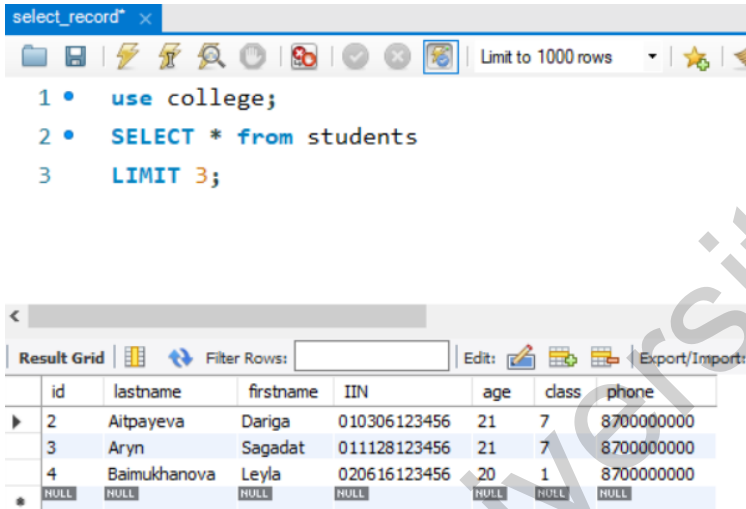 select_record* ×
Limit to 1000 rows
1 use college;
2 SELECT * from students
3 LIMIT 3;
Result Grid Filter Rows: Edit: Export/Import:
id lastname firstname IIN age class phone
2 Aitpayeva Dariga 010306123456 21 7 8700000000
3 Aryn Sagadat 011128123456 21 7 8700000000
4 Baimukhanova Leyla 020616123456 20 1 8700000000
NULL NULL NULL NULL NULL NULL NULL